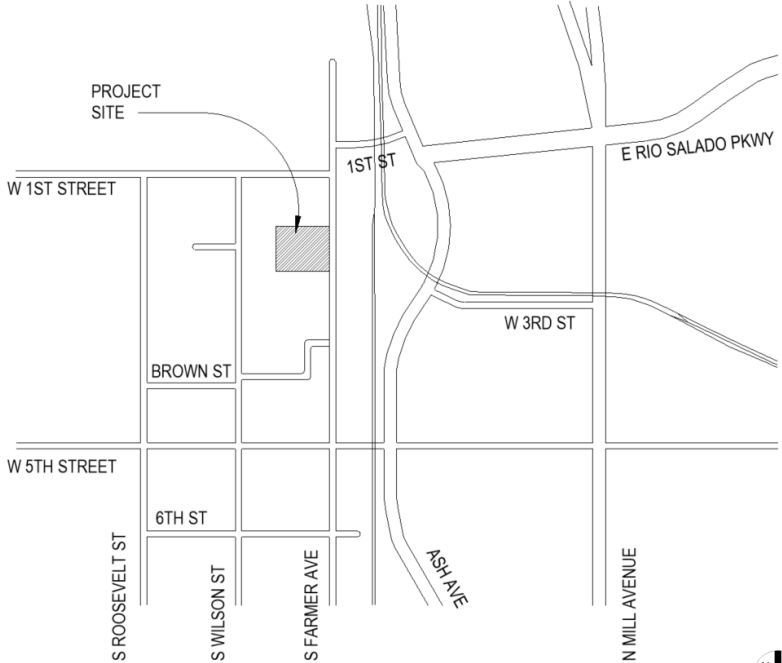 PROJECT
SITE
E RIO SALADO PKWY
1ST ST
W 1ST STREET
W 3RD ST
BROWN ST
W 5TH STREET
6TH ST
S ROOSEVELT ST
S WILSON ST
S FARMER AVE
ASH AVE
N MILL AVENUE